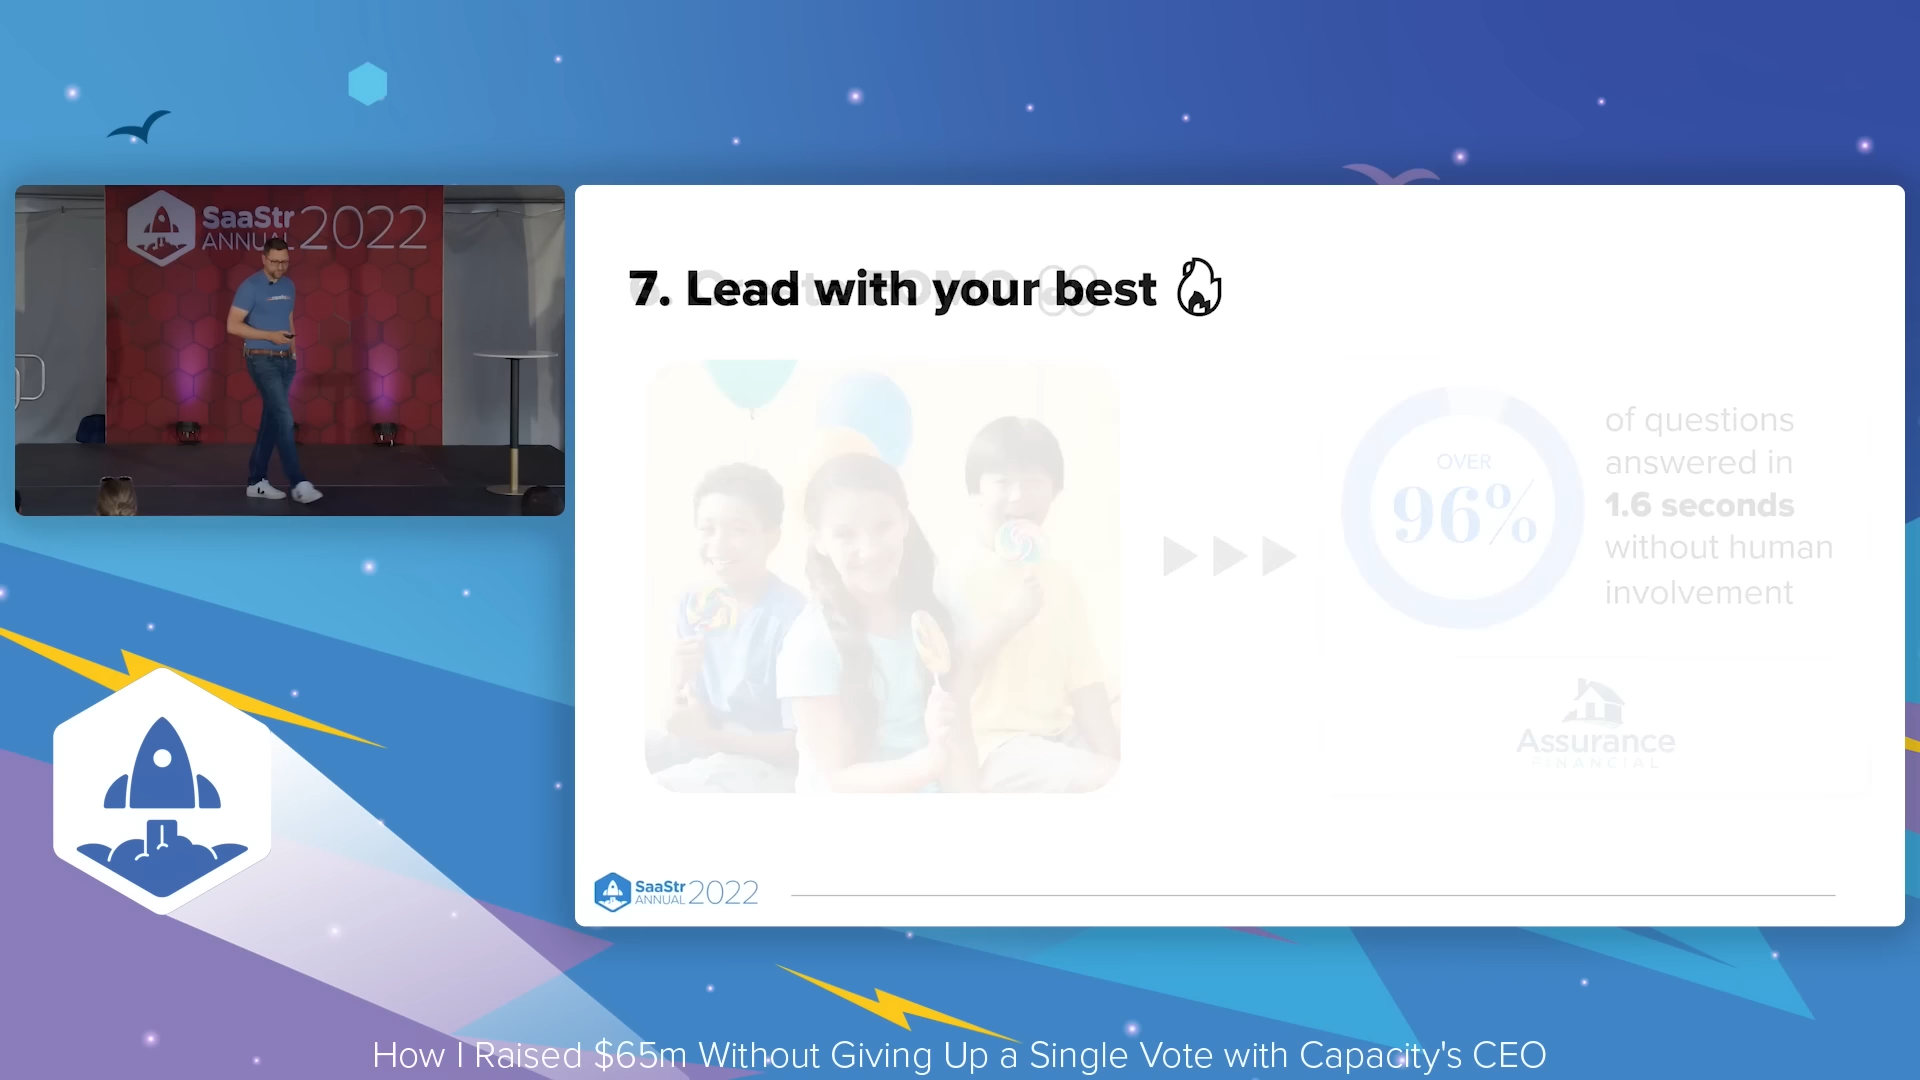 SaaStr
ANNUAL 2022
7. Lead with your best
OVER
96%
of questions
answered in
1.6 seconds
without human
involvement
Assurance
FINANCIAL
SaaStr
ANNUAL 2022
How I Raised $65m Without Giving Up a Single Vote with Capacity's CEO